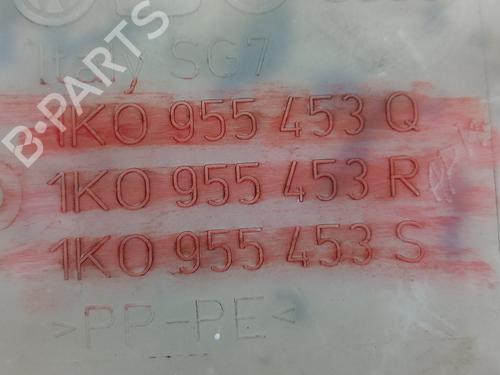 Italy SG7
1K0 955 453 Q
1K0 955 453 R
1K0 955 453 S
>PP-PE<
B-PARTS